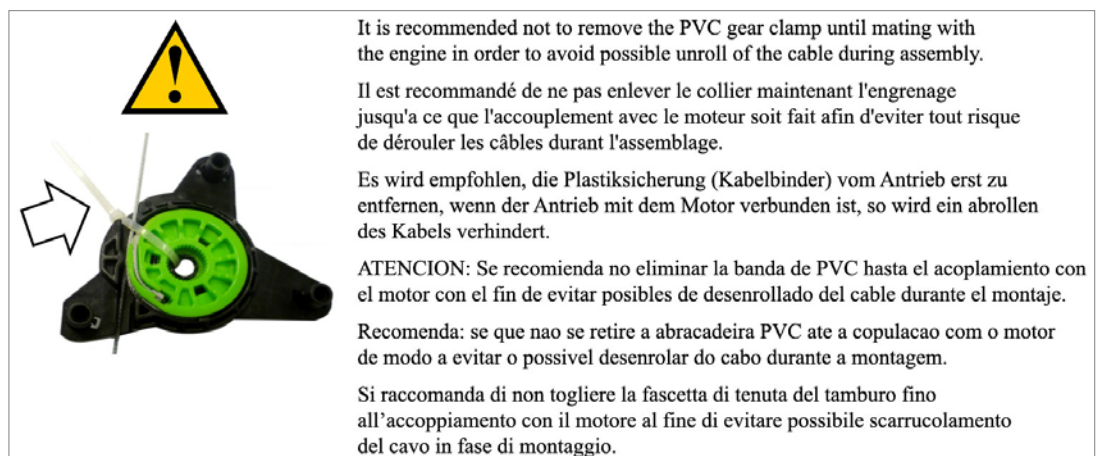 It is recommended not to remove the PVC gear clamp until mating with
the engine in order to avoid possible unroll of the cable during assembly.
Il est recommandé de ne pas enlever le collier maintenant l'engrenage
jusqu'a ce que l'accouplement avec le moteur soit fait afin d'eviter tout risque
de dérouler les câbles durant l'assemblage.
Es wird empfohlen, die Plastiksicherung (Kabelbinder) vom Antrieb erst zu
entfernen, wenn der Antrieb mit dem Motor verbunden ist, so wird ein abrollen
des Kabels verhindert.
ATENCION: Se recomienda no eliminar la banda de PVC hasta el acoplamiento con
el motor con el fin de evitar posibles de desenrollado del cable durante el montaje.
Recomenda: se que nao se retire a abracadeira PVC ate a copulacao com o motor
de modo a evitar o possivel desenrolar do cabo durante a montagem.
Si raccomanda di non togliere la fascetta di tenuta del tamburo fino
all’accoppiamento con il motore al fine di evitare possibile scarrucolamento
del cavo in fase di montaggio.